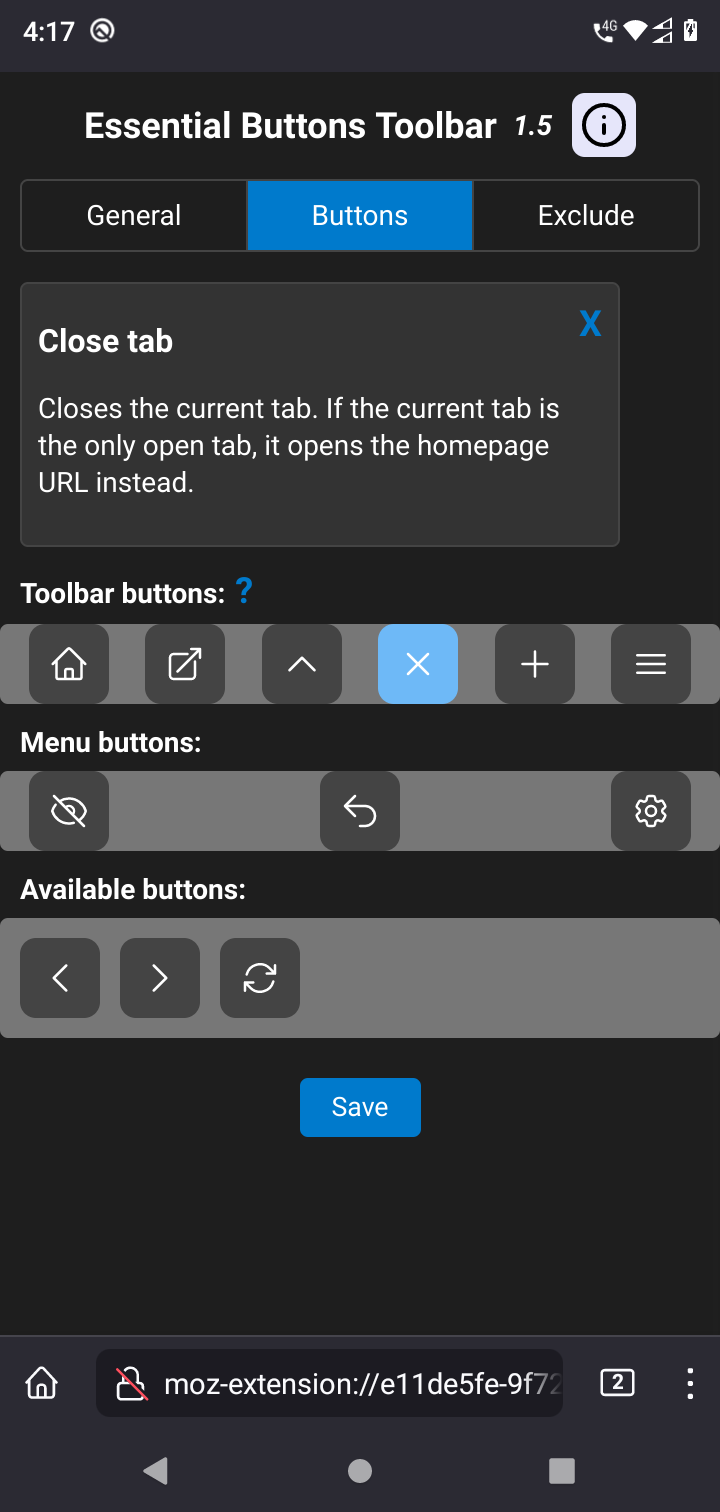 4:17
4G
Essential Buttons Toolbar 1.5
General Buttons Exclude
X
Close tab
Closes the current tab. If the current tab is
the only open tab, it opens the homepage
URL instead.
Toolbar buttons: ?
Menu buttons:
Available buttons:
Save
moz-extension://e11de5fe-9f72
2